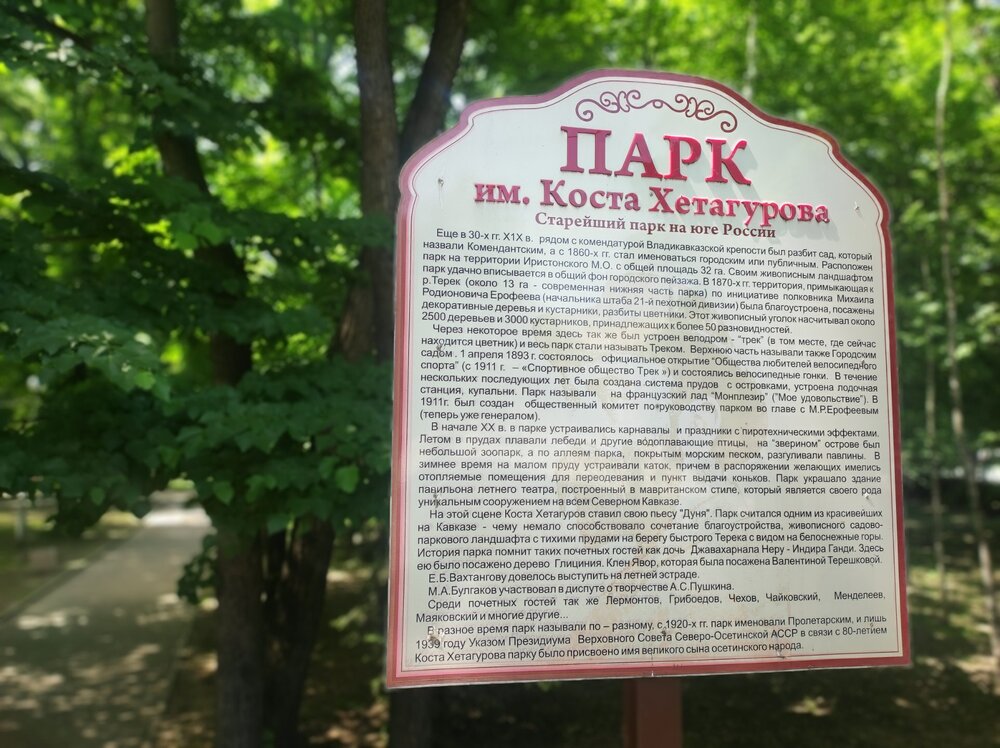 ПАРК
им. Коста Хетагурова
Старейший парк на юге России
Еще в 30-х гг. X1X в. рядом с комендатурой Владикавказской крепости был разбит сад, который
назвали Комендантским, а с 1860-х гг. стал именоваться городским или публичным. Расположен
парк на территории Иристонского М.О. с общей площадь 32 га. Своим живописным ландшафтом
парк удачно вписывается в общий фон городского пейзажа. В 1870-х гг. территория, примыкающая к
р.Терек (около 13 га - современная нижняя часть парка) по инициативе полковника Михаила
Родионовича Ерофеева (начальника штаба 21-й пехотной дивизии) была благоустроена, посажены
декоративные деревья и кустарники, разбиты цветники. Этот живописный уголок насчитывал около
2500 деревьев и 3000 кустарников, принадлежащих к более 50 разновидностей.
Через некоторое время здесь так же был устроен велодром - "трек" (в том месте, где сейчас
находится цветник) и весь парк стали называть Треком. Верхнюю часть называли также Городским
садом . 1 апреля 1893 г. состоялось официальное открытие "Общества любителей велосипедного
спорта" (с 1911 г. – «Спортивное общество Трек ») и состоялись велосипедные гонки. В течение
нескольких последующих лет была создана система прудов с островками, устроена лодочная
станция, купальни. Парк называли на французский лад "Монплезир" ("Мое удовольствие"). В
1911г. был создан общественный комитет по руководству парком во главе с М.Р.Ерофеевым
(теперь уже генералом).
В начале XX в. в парке устраивались карнавалы и праздники с пиротехническими эффектами.
Летом в прудах плавали лебеди и другие водоплавающие птицы, на "зверином" острове был
небольшой зоопарк, а по аллеям парка, покрытым морским песком, разгуливали павлины. В
зимнее время на малом пруду устраивали каток, причем в распоряжении желающих имелись
отопляемые помещения для переодевания и пункт выдачи коньков. Парк украшало здание
павильона летнего театра, построенный в мавританском стиле, который является своего рода
уникальным сооружением на всем Северном Кавказе.
На этой сцене Коста Хетагуров ставил свою пьесу "Дуня". Парк считался одним из красивейших
на Кавказе - чему немало способствовало сочетание благоустройства, живописного садово-
паркового ландшафта с тихими прудами на берегу быстрого Терека с видом на белоснежные горы.
История парка помнит таких почетных гостей как дочь Джавахарнала Неру - Индира Ганди. Здесь
ею было посажено дерево Глициния. Клен Явор, которая была посажена Валентиной Терешковой.
Е.Б.Вахтангову довелось выступить на летней эстраде.
М.А.Булгаков участвовал в диспуте о творчестве А.С.Пушкина.
Среди почетных гостей так же Лермонтов, Грибоедов, Чехов, Чайковский, Менделеев,
Маяковский и многие другие...
В разное время парк называли по – разному, с 1920-х гг. парк именовали Пролетарским, и лишь
1939 году Указом Президиума Верховного Совета Северо-Осетинской АССР в связи с 80-летием
Коста Хетагурова парку было присвоено имя великого сына осетинского народа.